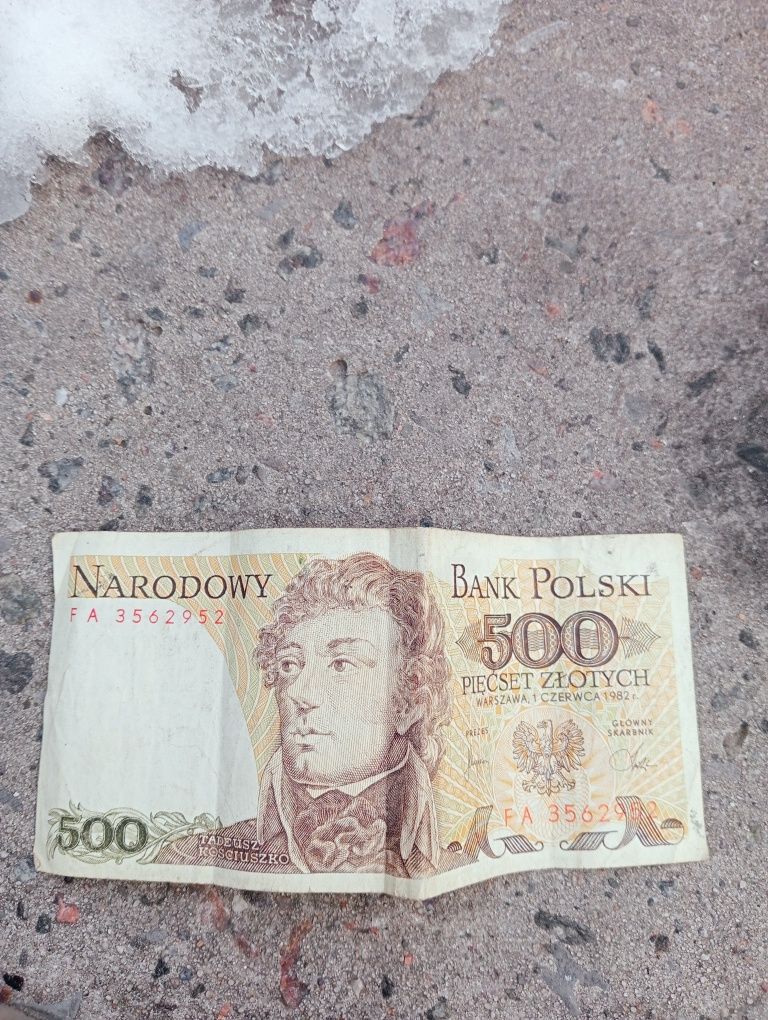 NARODOWY BANK POLSKI
FA 3562952
500
PIĘĆSET ZŁOTYCH
WARSZAWA, 1 CZERWCA 1982 r.
PREZES
GŁÓWNY
SKARBNIK
FA 3562952
500
TADEUSZ
KOŚCIUSZKO